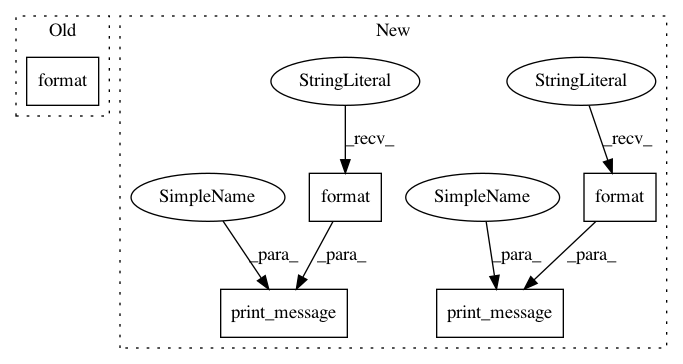 Old
New
format
StringLiteral
StringLiteral
_recv_
_recv_
SimpleName
format
SimpleName
format
_para_
_para_
_para_
_para_
print_message
print_message